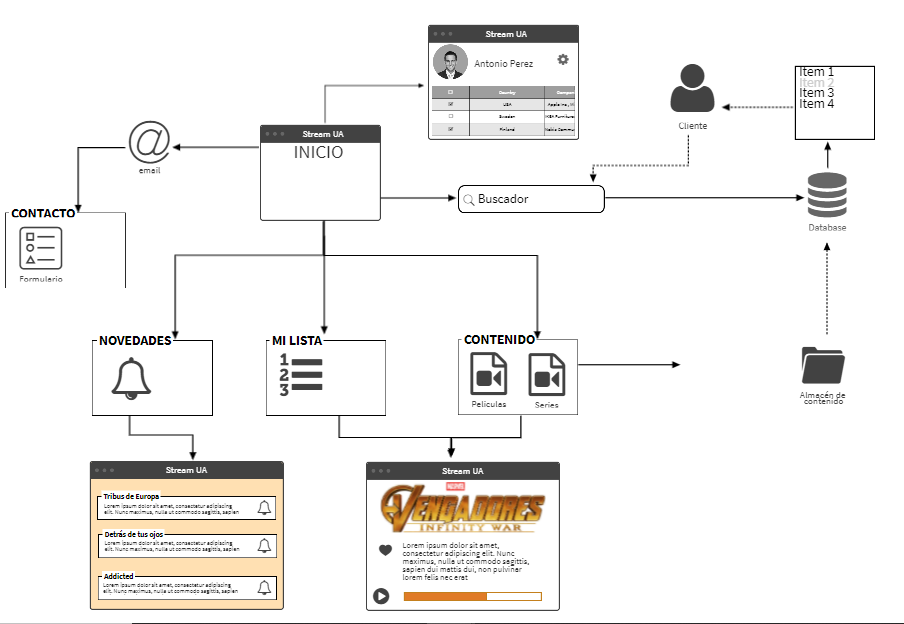 Stream UA
Antonio Perez
Country
USA
Sweden
Finland
Item 1
Item 2
Item 3
Item 4
Cliente
@
email
Stream UA
INICIO
Buscador
Database
CONTACTO
Formulario
NOVEDADES
MI LISTA
1
2
3
CONTENIDO
Películas
Series
Almacén de
contenido
Stream UA
Tribus de Europa
Lorem ipsum dolor sit amet, consectetur adipiscing
elit. Nunc maximus, nulla ut commodo sagittis, sapien
Detrás de tus ojos
Lorem ipsum dolor sit amet, consectetur adipiscing
elit. Nunc maximus, nulla ut commodo sagittis, sapien
Addicted
Lorem ipsum dolor sit amet, consectetur adipiscing
elit. Nunc maximus, nulla ut commodo sagittis, sapien
Stream UA
MARVEL
VENGADORES
INFINITY WAR
Lorem ipsum dolor sit amet,
consectetur adipiscing elit. Nunc
maximus, nulla ut commodo sagittis,
sapien dui mattis dui, non pulvinar
lorem felis nec erat